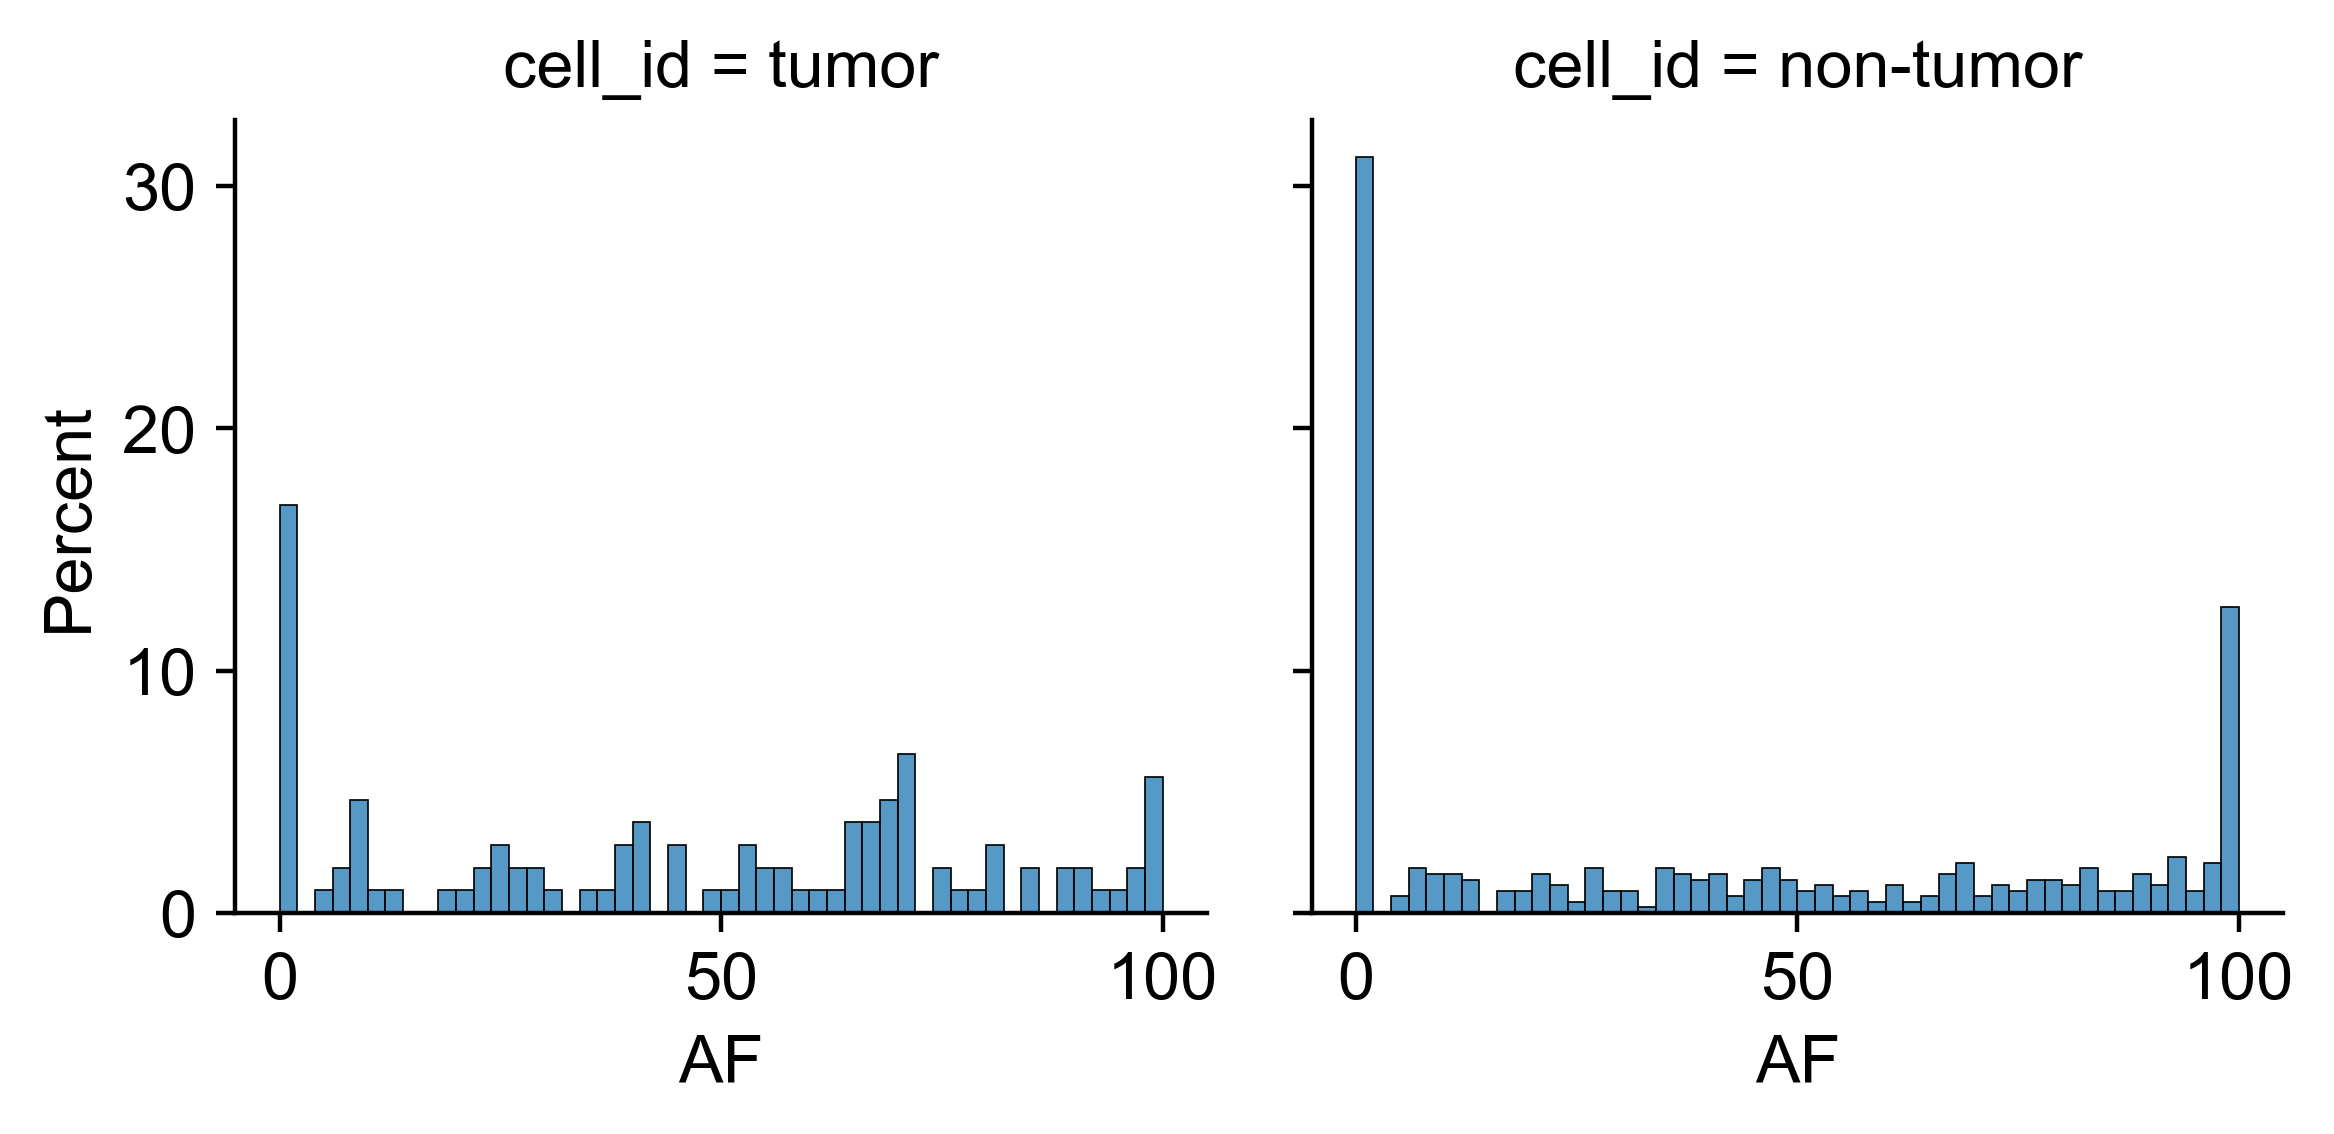 cell_id = tumor
cell_id = non-tumor
30
20
10
0
Percent
0 50 100
0 50 100
AF
AF